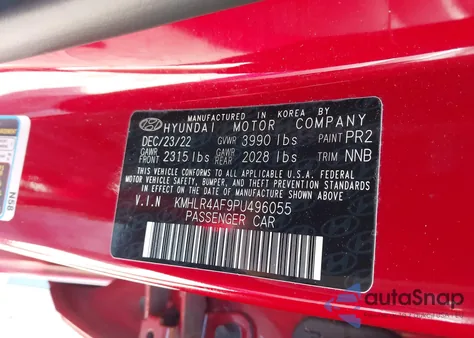 MANUFACTURED IN KOREA BY
HYUNDAI MOTOR COMPANY
DEC/23/22 GVWR 3990 lbs PAINT PR2
GAWR FRONT 2315 lbs GAWR REAR 2028 lbs TRIM NNB
THIS VEHICLE CONFORMS TO ALL APPLICABLE FEDERAL
MOTOR VEHICLE SAFETY, BUMPER, AND THEFT
PREVENTION STANDARDS IN EFFECT ON THE
DATE OF MANUFACTURE SHOWN ABOVE.
V.I.N KMHLR4AF9PU496055
PASSENGER CAR
N58
autoSnap